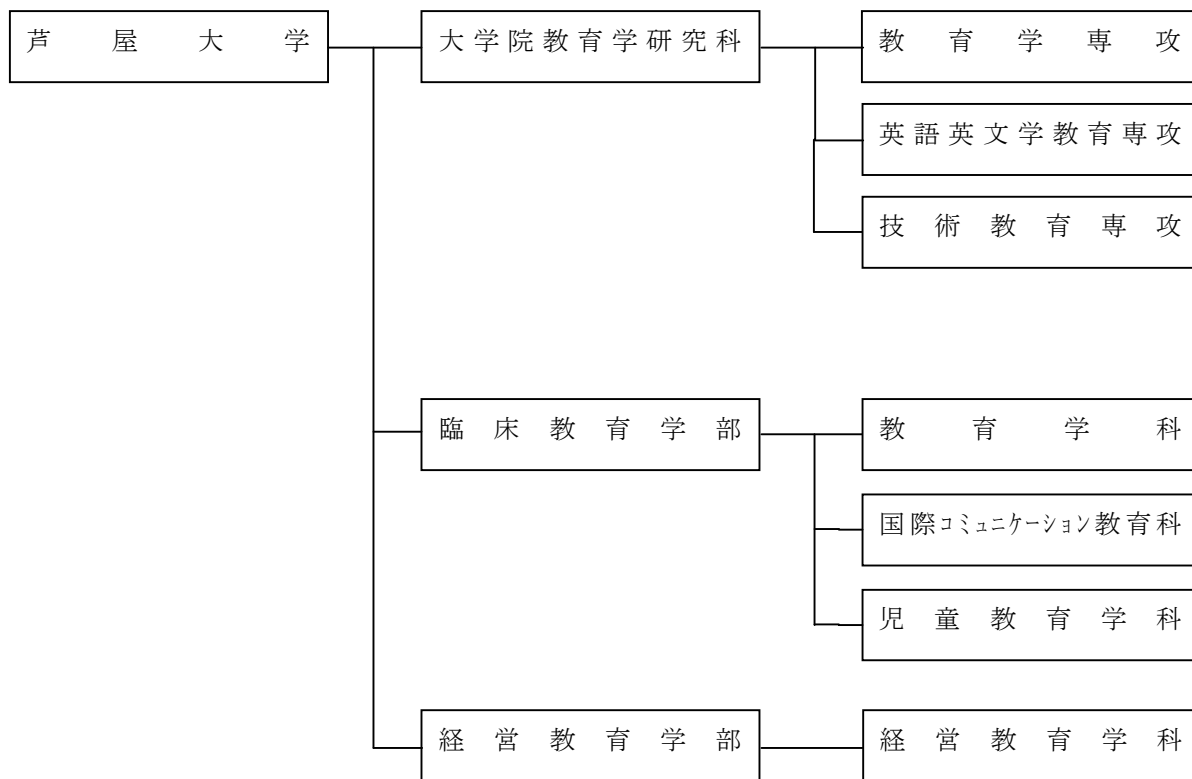 芦屋大学
大学院教育学研究科
教育学専攻
英語英文学教育専攻
技術教育専攻
臨床教育学部
教育学科
国際コミュニケーション教育科
児童教育学科
経営教育学部
経営教育学科